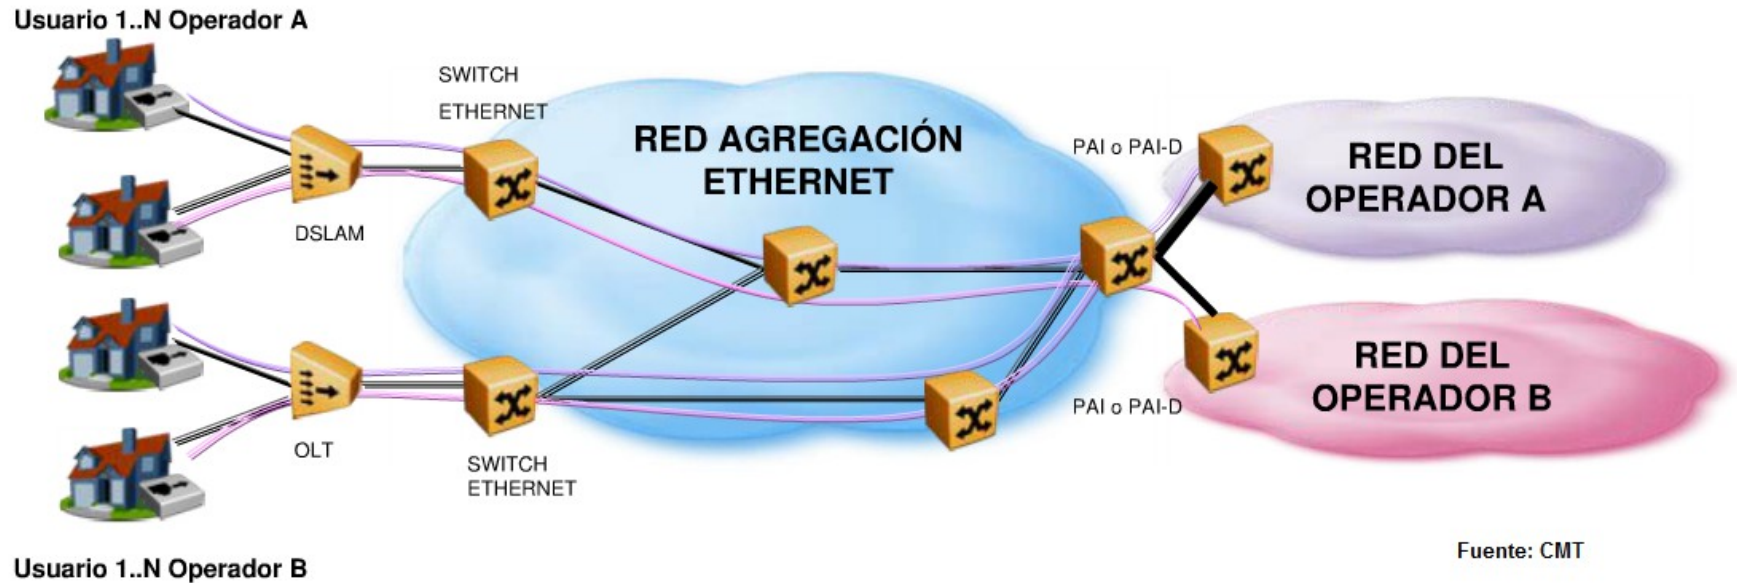 Usuario 1..N Operador A
SWITCH
ETHERNET
RED AGREGACIÓN
ETHERNET
PAI o PAI-D
RED DEL
OPERADOR A
DSLAM
RED DEL
OPERADOR B
PAI o PAI-D
OLT
SWITCH
ETHERNET
Fuente: CMT
Usuario 1..N Operador B